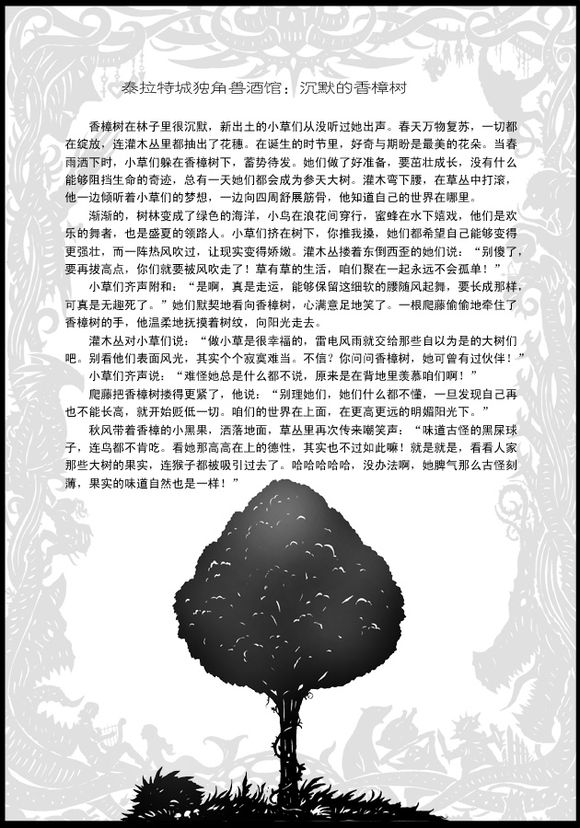 泰拉特城独角兽酒馆：沉默的香樟树
香樟树在林子里很沉默，新出土的小草们从没听过她出声。春天万物复苏，一切都
在绽放，连灌木丛里都抽出了花穗。在诞生的时节里，好奇与期盼是最美的花朵。当春
雨洒下时，小草们躲在香樟树下，蓄势待发。她们做了好准备，要茁壮成长，没有什么
能够阻挡生命的奇迹，总有一天她们都会成为参天大树。灌木弯下腰，在草丛中打滚，
他一边倾听着小草们的梦想，一边向四周舒展筋骨，他知道自己的世界在哪里。
渐渐的，树林变成了绿色的海洋，小鸟在浪花间穿行，蜜蜂在水下嬉戏，他们是欢
乐的舞者，也是盛夏的领路人。小草们挤在树下，你推我搡，她们都希望自己能够变得
更强壮，而一阵热风吹过，让现实变得娇嫩。灌木丛搂着东倒西歪的她们说：“别傻了，
要再拔高点，你们就要被风吹走了！草有草的生活，咱们聚在一起永远不会孤单！”
小草们齐声附和：“是啊，真是走运，能够保留这细软的腰随风起舞，要长成那样，
可真是无趣死了。”她们默契地看向香樟树，心满意足地笑了。一根爬藤偷偷地牵住了
香樟树的手，他温柔地抚摸着树纹，向阳光走去。
灌木丛对小草们说：“做小草是很幸福的，雷电风雨就交给那些自以为是的大树们
吧。别看他们表面风光，其实个个寂寞难当。不信？你问问香樟树，她可曾有过伙伴！”
小草们齐声说：“难怪她总是什么都不说，原来是在背地里羡慕咱们啊！”
爬藤把香樟树搂得更紧了，他说：“别理她们，她们什么都不懂，一旦发现自己再
也不能长高，就开始贬低一切。咱们的世界在上面，在更高更远的明媚阳光下。”
秋风带着香樟的小黑果，洒落地面，草丛里再次传来嘲笑声：“味道古怪的黑屎球
子，连鸟都不肯吃。看她那高高在上的德性，其实也不过如此嘛！就是就是，看看人家
那些大树的果实，连猴子都被吸引过去了。哈哈哈哈哈，没办法啊，她脾气那么古怪刻
薄，果实的味道自然也是一样！”